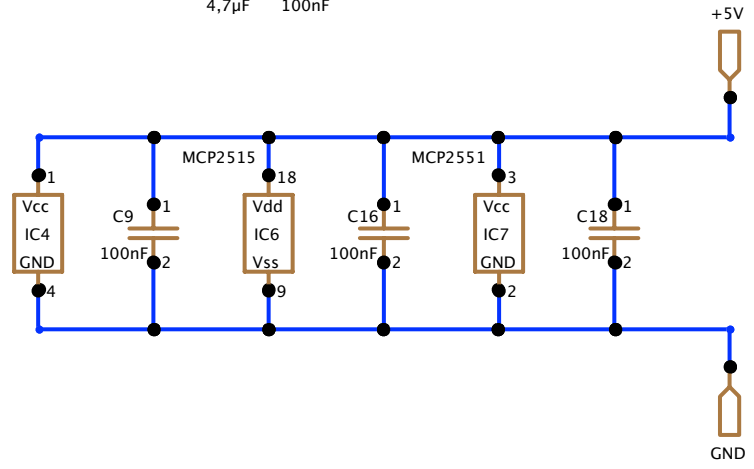 4,7µF 100nF
+5V
MCP2515 MCP2551
1 18 3
Vcc C9 1 Vdd C16 1 Vcc C18 1
IC4 IC6 IC7
GND 100nF 2 Vss 100nF 2 GND 100nF 2
4 9 2
GND